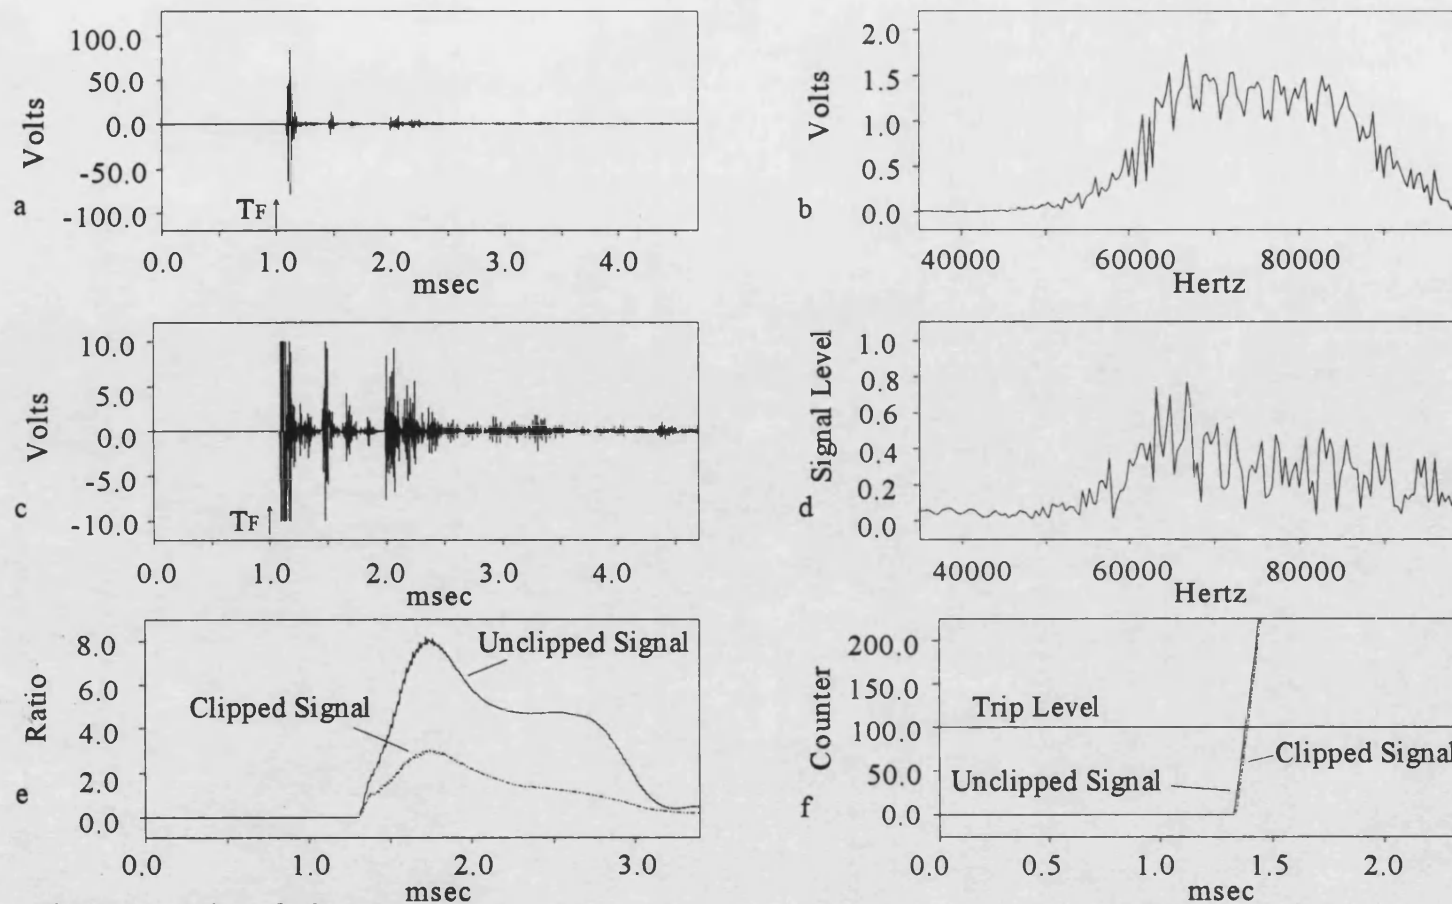 a
Volts
100.0
50.0
0.0
-50.0
-100.0
TF
0.0 1.0 2.0 3.0 4.0
msec
b
Volts
2.0
1.5
1.0
0.5
0.0
40000 60000 80000
Hertz
c
Volts
10.0
5.0
0.0
-5.0
-10.0
TF
0.0 1.0 2.0 3.0 4.0
msec
d
Signal Level
1.0
0.8
0.6
0.4
0.2
0.0
40000 60000 80000
Hertz
e
Ratio
8.0
6.0
4.0
2.0
0.0
Unclipped Signal
Clipped Signal
0.0 1.0 2.0 3.0
msec
f
Counter
200.0
150.0
100.0
50.0
0.0
Trip Level
Unclipped Signal
Clipped Signal
0.0 0.5 1.0 1.5 2.0
msec